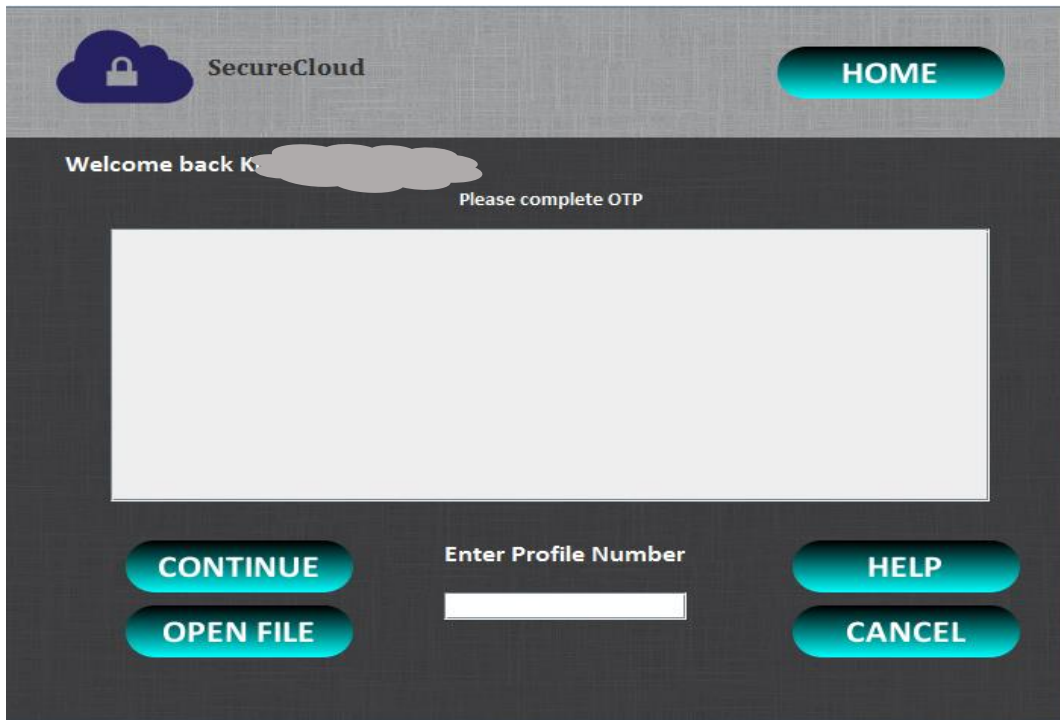 SecureCloud
HOME
Welcome back
Please complete OTP
CONTINUE
Enter Profile Number
HELP
OPEN FILE
CANCEL